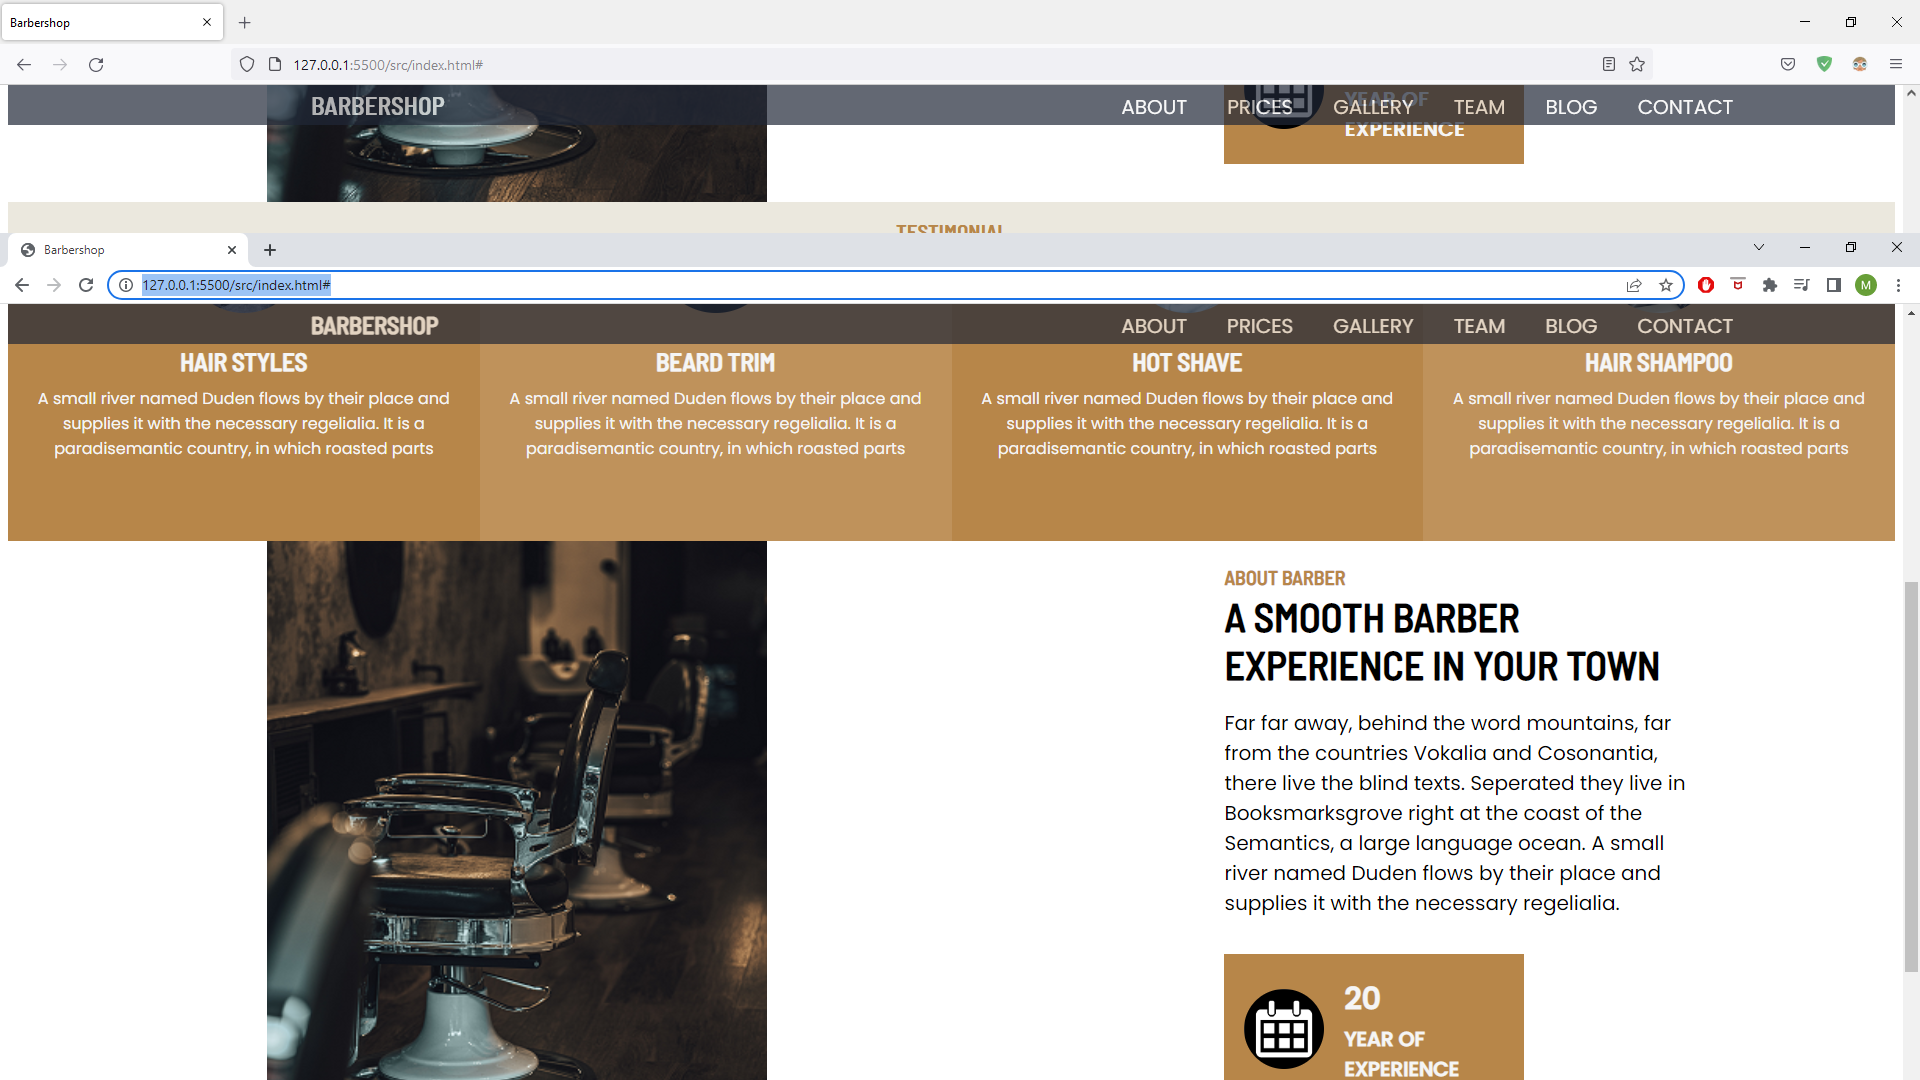 Barbershop
127.0.0.1:5500/src/index.html#
BARBERSHOP
ABOUT PRICES GALLERY TEAM BLOG CONTACT
YEAR OF
EXPERIENCE
TESTIMONIAL
Barbershop
127.0.0.1:5500/src/index.html#
M
BARBERSHOP
ABOUT PRICES GALLERY TEAM BLOG CONTACT
HAIR STYLES
A small river named Duden flows by their place and
supplies it with the necessary regelialia. It is a
paradisemantic country, in which roasted parts
BEARD TRIM
A small river named Duden flows by their place and
supplies it with the necessary regelialia. It is a
paradisemantic country, in which roasted parts
HOT SHAVE
A small river named Duden flows by their place and
supplies it with the necessary regelialia. It is a
paradisemantic country, in which roasted parts
HAIR SHAMPOO
A small river named Duden flows by their place and
supplies it with the necessary regelialia. It is a
paradisemantic country, in which roasted parts
ABOUT BARBER
A SMOOTH BARBER
EXPERIENCE IN YOUR TOWN
Far far away, behind the word mountains, far
from the countries Vokalia and Cosonantia,
there live the blind texts. Seperated they live in
Booksmarksgrove right at the coast of the
Semantics, a large language ocean. A small
river named Duden flows by their place and
supplies it with the necessary regelialia.
20
YEAR OF
EXPERIENCE